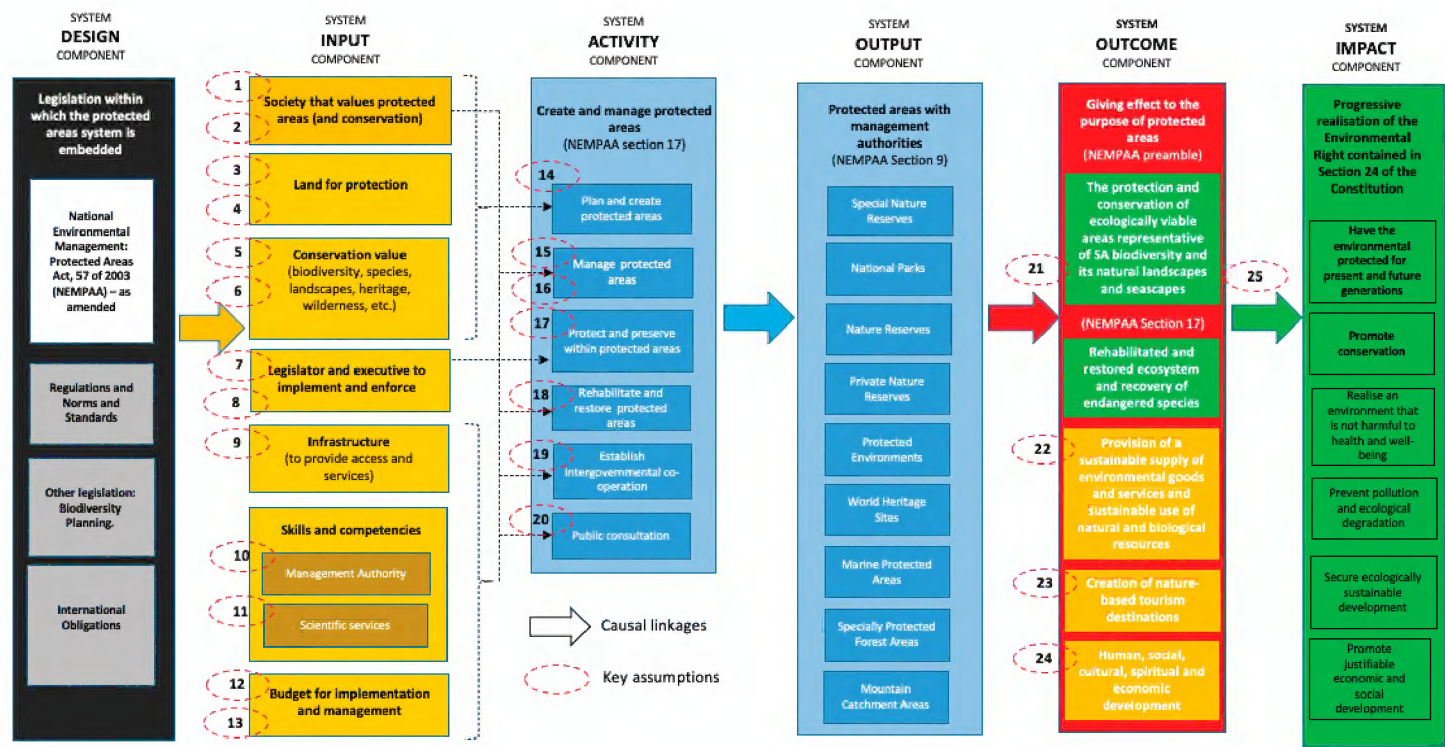 SYSTEM
DESIGN
COMPONENT
Legislation within
which the protected
areas system is
embedded
National
Environmental
Management:
Protected Areas
Act, 57 of 2003
(NEMPAA) – as
amended
Regulations and
Norms and
Standards
Other legislation:
Biodiversity
Planning.
International
Obligations
SYSTEM
INPUT
COMPONENT
1
Society that values protected
areas (and conservation)
2
3
Land for protection
4
5
Conservation value
(biodiversity, species,
landscapes, heritage,
wilderness, etc.)
6
7
Legislator and executive to
implement and enforce
8
9
Infrastructure
(to provide access and
services)
Skills and competencies
10
Management Authority
11
Scientific services
12
Budget for implementation
and management
13
SYSTEM
ACTIVITY
COMPONENT
Create and manage protected
areas
(NEMPAA section 17)
14
Plan and create
protected areas
15
Manage protected
areas
16
17
Protect and preserve
within protected areas
18
Rehabilitate and
restore protected
areas
19
Establish
intergovernmental co-
operation
20
Public consultation
Causal linkages
Key assumptions
SYSTEM
OUTPUT
COMPONENT
Protected areas with
management
authorities
(NEMPAA Section 9)
Special Nature
Reserves
National Parks
Nature Reserves
Private Nature
Reserves
Protected
Environments
World Heritage
Sites
Marine Protected
Areas
Specially Protected
Forest Areas
Mountain
Catchment Areas
SYSTEM
OUTCOME
COMPONENT
Giving effect to the
purpose of protected
areas
(NEMPAA preamble)
The protection and
conservation of
ecologically viable
areas representative
of SA biodiversity and
its natural landscapes
and seascapes
21
(NEMPAA Section 17)
Rehabilitated and
restored ecosystem
and recovery of
endangered species
22
Provision of a
sustainable supply of
environmental goods
and services and
sustainable use of
natural and biological
resources
23
Creation of nature-
based tourism
destinations
24
Human, social,
cultural, spiritual and
economic
development
25
SYSTEM
IMPACT
COMPONENT
Progressive
realisation of the
Environmental
Right contained in
Section 24 of the
Constitution
Have the
environmental
protected for
present and future
generations
Promote
conservation
Realise an
environment that
is not harmful to
health and well-
being
Prevent pollution
and ecological
degradation
Secure ecologically
sustainable
development
Promote
justifiable
economic and
social
development